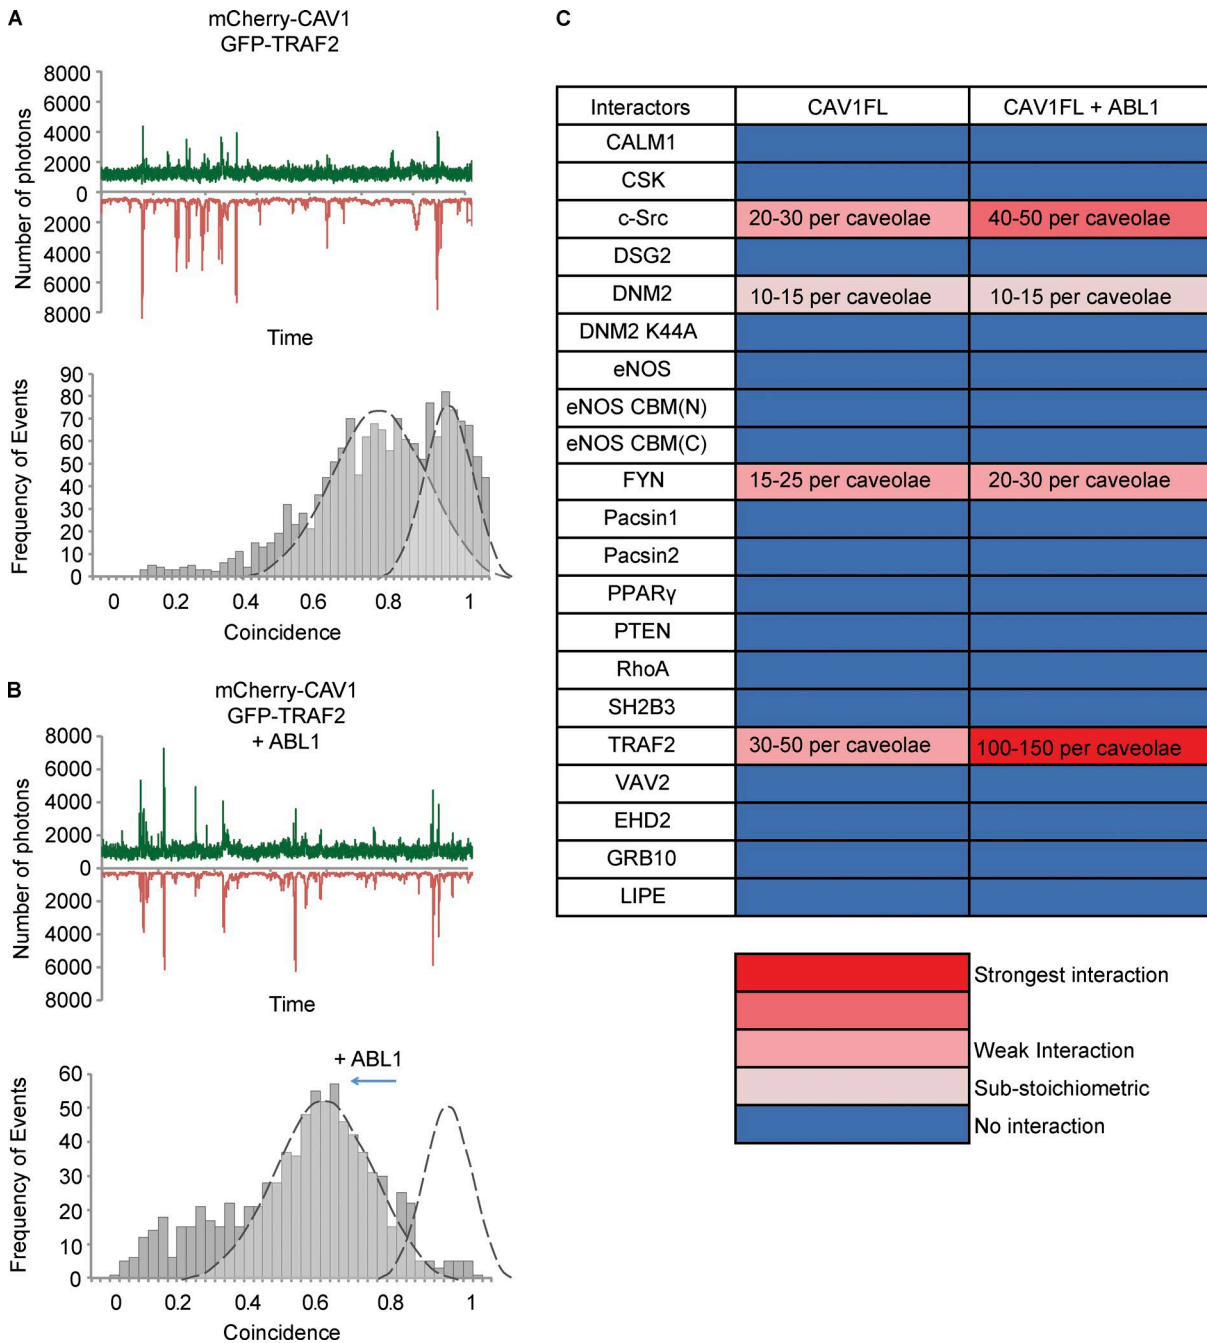 A
mCherry-CAV1
GFP-TRAF2
Number of photons
8000
6000
4000
2000
0
2000
4000
6000
8000
Time
Frequency of Events
90
80
70
60
50
40
30
20
10
0
0 0.2 0.4 0.6 0.8 1
Coincidence
B
mCherry-CAV1
GFP-TRAF2
+ ABL1
Number of photons
8000
6000
4000
2000
0
2000
4000
6000
8000
Time
+ ABL1
Frequency of Events
60
50
40
30
20
10
0
0 0.2 0.4 0.6 0.8 1
Coincidence
C
Interactors CAV1FL CAV1FL + ABL1
CALM1
CSK
c-Src 20-30 per caveolae 40-50 per caveolae
DSG2
DNM2 10-15 per caveolae 10-15 per caveolae
DNM2 K44A
eNOS
eNOS CBM(N)
eNOS CBM(C)
FYN 15-25 per caveolae 20-30 per caveolae
Pacsin1
Pacsin2
PPARγ
PTEN
RhoA
SH2B3
TRAF2 30-50 per caveolae 100-150 per caveolae
VAV2
EHD2
GRB10
LIPE
Strongest interaction
Weak Interaction
Sub-stoichiometric
No interaction